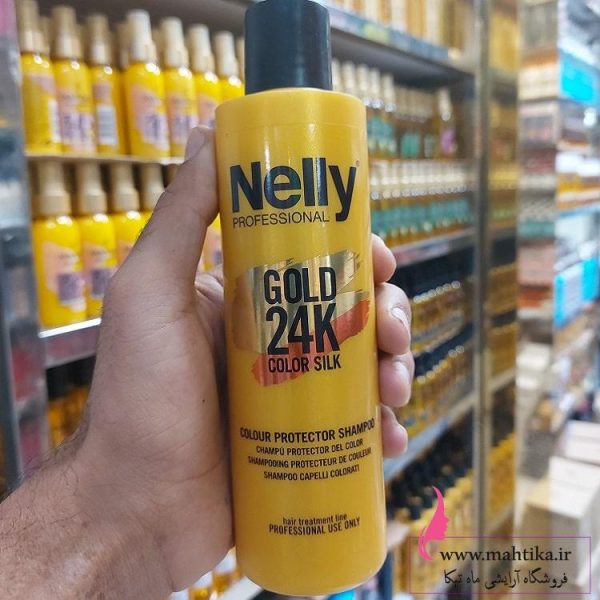 Nelly
PROFESSIONAL
GOLD
24K
COLOR SILK
COLOUR PROTECTOR SHAMPOO
CHAMPÚ PROTECTOR DEL COLOR
SHAMPOOING PROTECTEUR DE COULEUR
SHAMPOO CAPELLI COLORATI
hair treatment line
PROFESSIONAL USE ONLY
www.mahtika.ir
فروشگاه آرایشی ماه تیکا